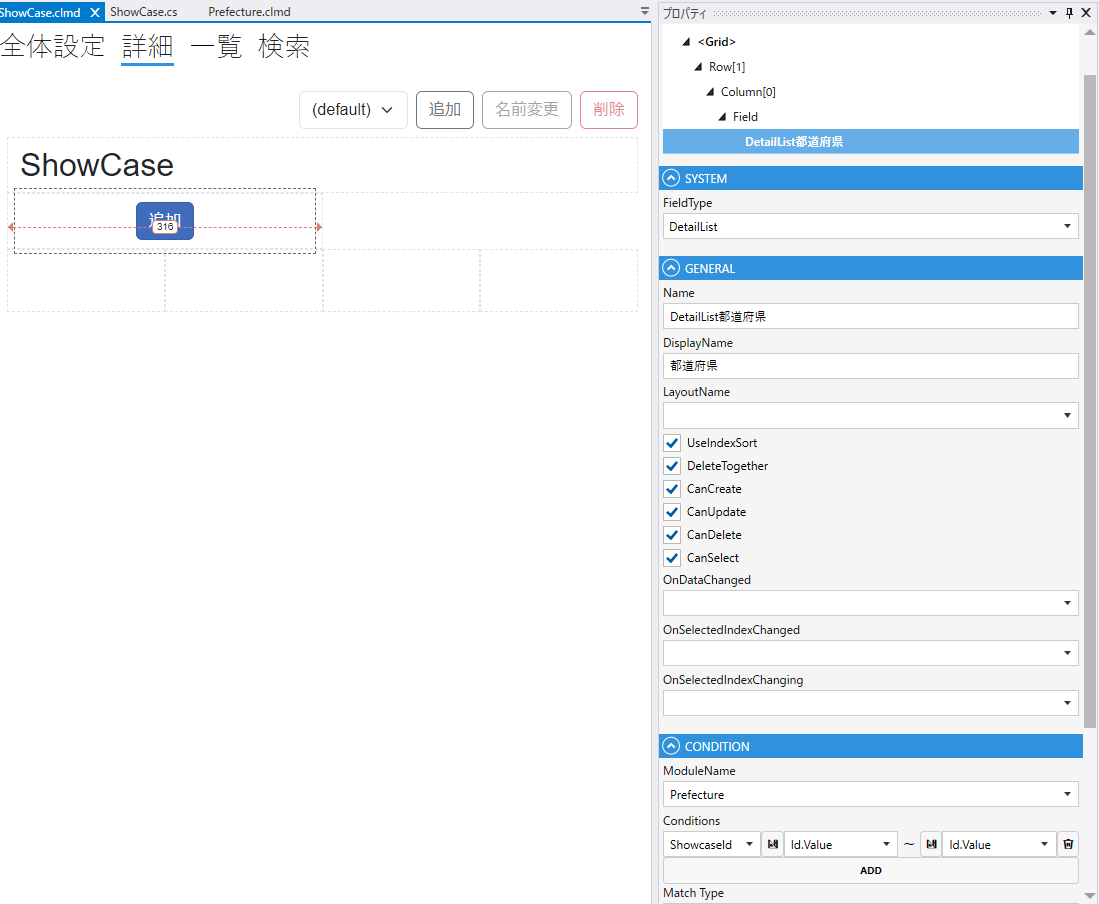 ShowCase.clmd ShowCase.cs Prefecture.clmd
全体設定 詳細 一覧 検索
(default) 追加 名前変更 削除
ShowCase
追加
316
プロパティ
<Grid>
Row[1]
Column[0]
Field
DetailList都道府県
SYSTEM
FieldType
DetailList
GENERAL
Name
DetailList都道府県
DisplayName
都道府県
LayoutName
UseIndexSort
DeleteTogether
CanCreate
CanUpdate
CanDelete
CanSelect
OnDataChanged
OnSelectedIndexChanged
OnSelectedIndexChanging
CONDITION
ModuleName
Prefecture
Conditions
ShowcaseId Id.Value ~ Id.Value
ADD
Match Type